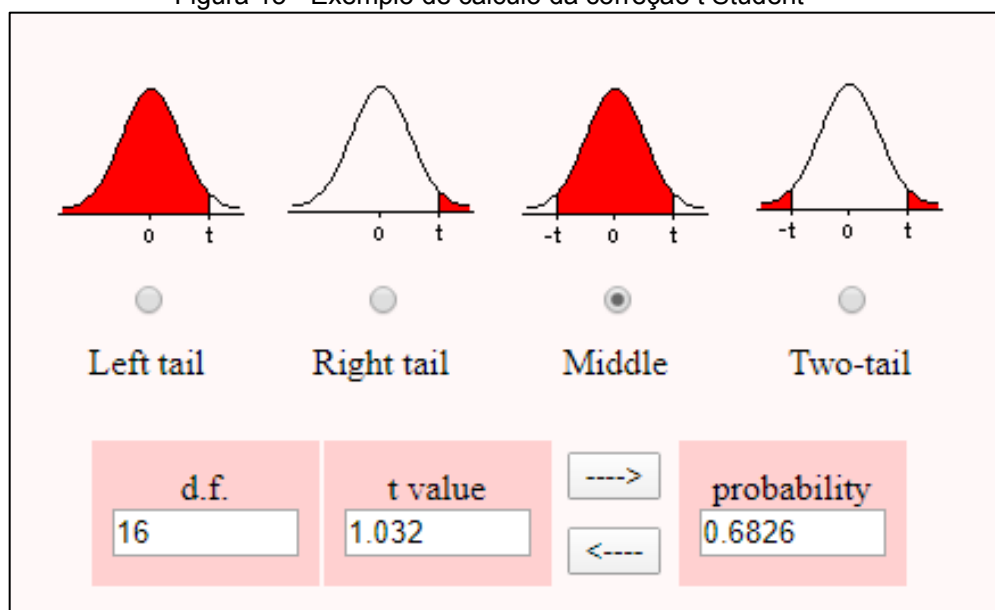 Figura 18 - Exemplo de cálculo da correção t Student
0 t
0 t
-t 0 t
-t 0 t
Left tail
Right tail
Middle
Two-tail
d.f.
16
t value
1.032
---->
<----
probability
0.6826